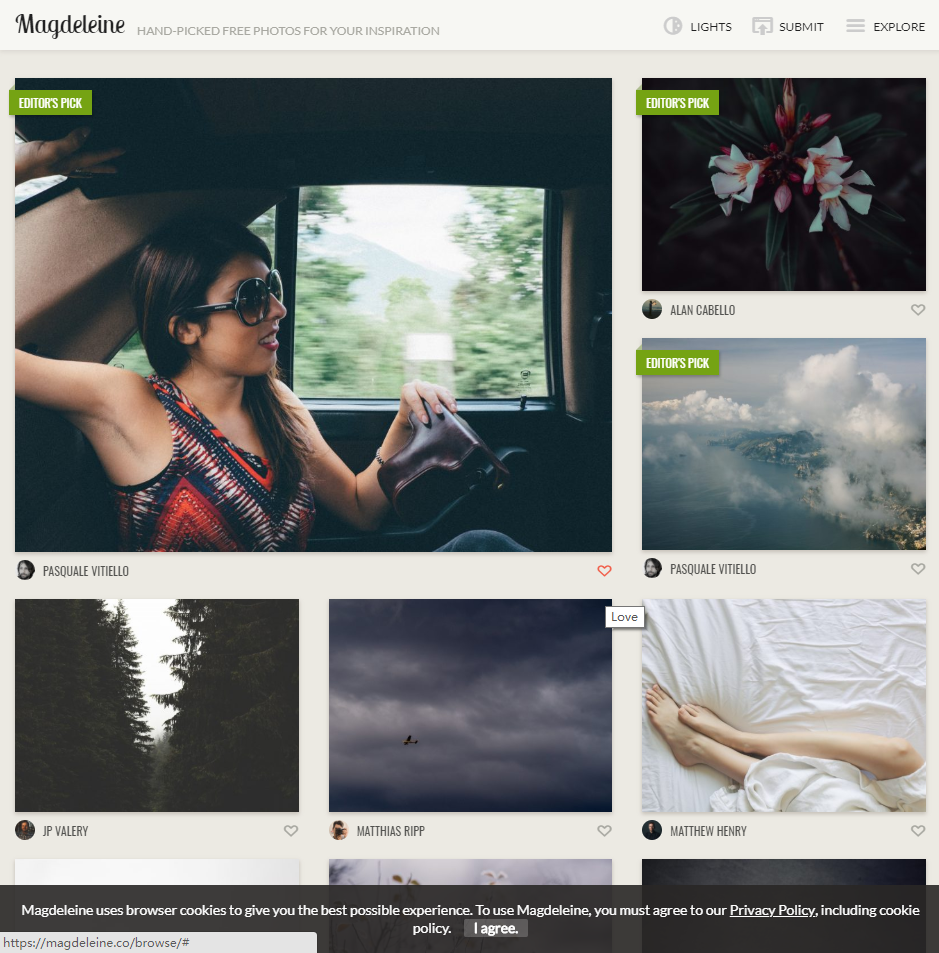 Magdeleine
HAND-PICKED FREE PHOTOS FOR YOUR INSPIRATION
LIGHTS
SUBMIT
EXPLORE
EDITOR'S PICK
EDITOR'S PICK
ALAN CABELLO
EDITOR'S PICK
PASQUALE VITIELLO
PASQUALE VITIELLO
Love
JP VALERY
MATTHIAS RIPP
MATTHEW HENRY
Magdeleine uses browser cookies to give you the best possible experience. To use Magdeleine, you must agree to our Privacy Policy, including cookie
policy. I agree.
https://magdeleine.co/browse/#